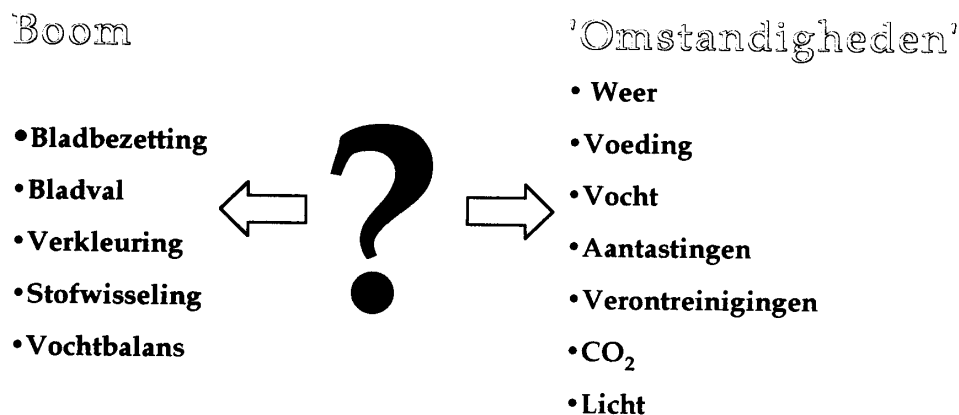 Boom
• Bladbezetting
• Bladval
• Verkleuring
• Stofwisseling
• Vochtbalans
?
'Omstandigheden'
• Weer
• Voeding
• Vocht
• Aantastingen
• Verontreinigingen
• CO₂
• Licht